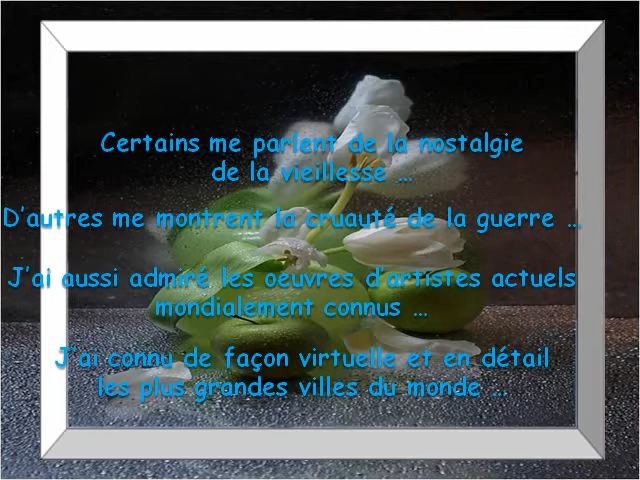 Certains me parlent de la nostalgie
de la vieillesse …
D’autres me montrent la cruauté de la guerre …
J’ai aussi admiré les oeuvres d’artistes actuels
mondialement connus …
J’ai connu de façon virtuelle et en détail
les plus grandes villes du monde …